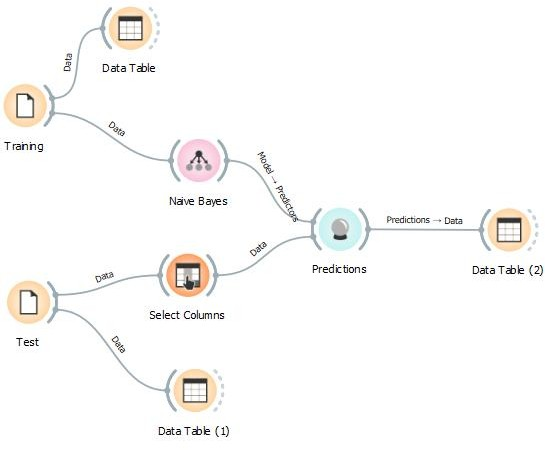 Data
Data Table
Training
Data
Naive Bayes
Model → Predictors
Data
Predictions
Predictions → Data
Data Table (2)
Data
Select Columns
Test
Data
Data Table (1)